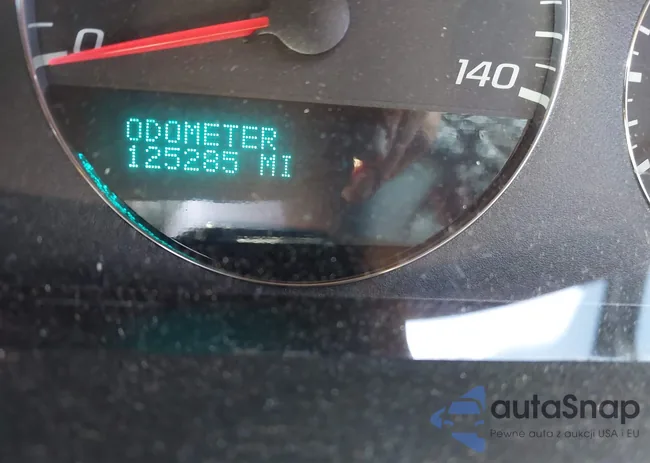 0
140
ODOMETER
125285 MI
autaSnap
Pewne auta z aukcji USA i EU